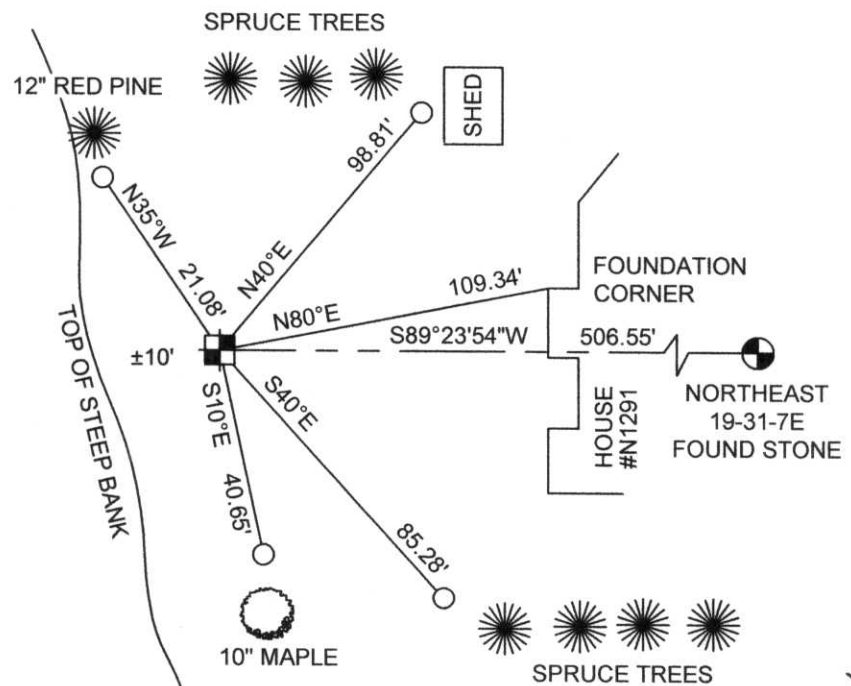 SPRUCE TREES
12" RED PINE
SHED
98.81'
N35°W
21.08'
N40°E
FOUNDATION
CORNER
109.34'
N80°E
S89°23'54"W
506.55'
±10'
TOP OF STEEP BANK
NORTHEAST
19-31-7E
FOUND STONE
HOUSE
#N1291
S10°E
40.65'
S40°E
85.28'
10" MAPLE
SPRUCE TREES